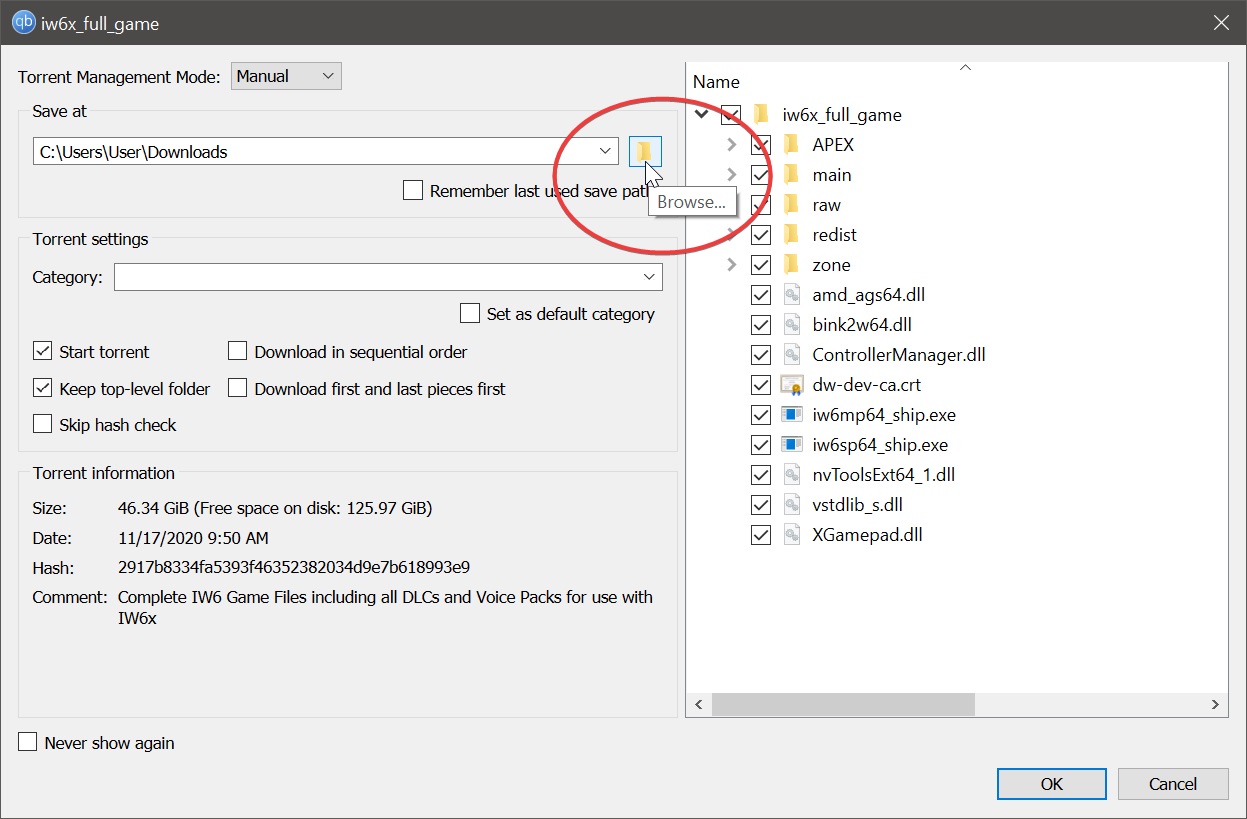 qb iw6x_full_game
Torrent Management Mode: Manual
Save at
C:\Users\User\Downloads
Remember last used save pat
Browse...
Torrent settings
Category:
Set as default category
Start torrent
Download in sequential order
Keep top-level folder
Download first and last pieces first
Skip hash check
Torrent information
Size: 46.34 GiB (Free space on disk: 125.97 GiB)
Date: 11/17/2020 9:50 AM
Hash: 2917b8334fa5393f46352382034d9e7b618993e9
Comment: Complete IW6 Game Files including all DLCs and Voice Packs for use with
IW6x
Never show again
Name
iw6x_full_game
APEX
main
raw
redist
zone
amd_ags64.dll
bink2w64.dll
ControllerManager.dll
dw-dev-ca.crt
iw6mp64_ship.exe
iw6sp64_ship.exe
nvToolsExt64_1.dll
vstdlib_s.dll
XGamepad.dll
OK
Cancel